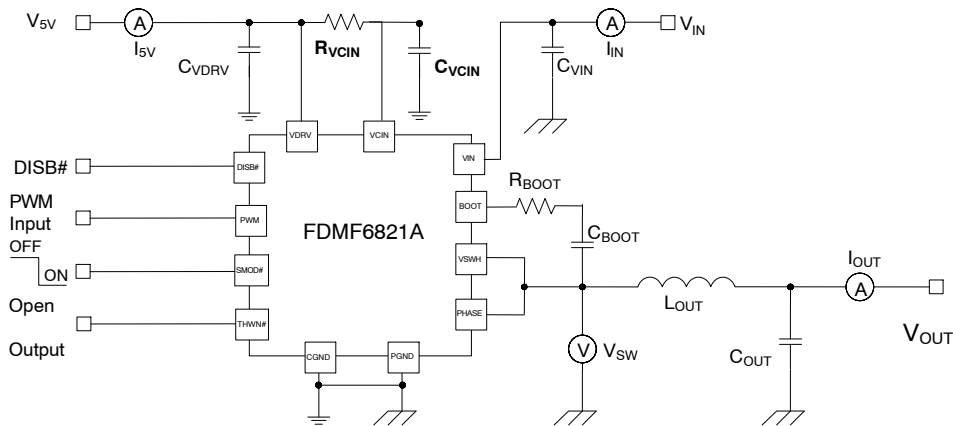 V5V
A
I5V
RVCIN
CVDRV
CVCIN
CVIN
A
IIN
VIN
VDRV
VCIN
VIN
DISB#
DISB#
RBOOT
BOOT
PWM
Input
PWM
FDMF6821A
CBOOT
OFF
ON
SMOD#
VSWH
IOUT
A
LOUT
Open
Output
THWN#
PHASE
V
VSW
COUT
VOUT
CGND
PGND